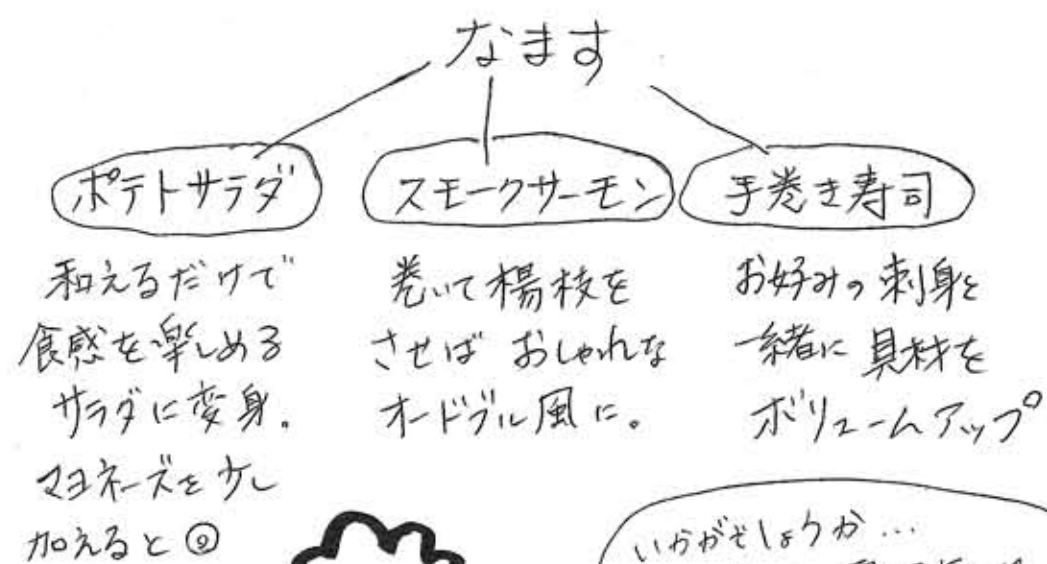 なます
ポテトサラダ
和えるだけで
食感を楽しめる
サラダに変身。
マヨネーズを少し
加えると
スモークサーモン
巻いて楊枝を
させば おしゃれな
オードブル風に。
手巻き寿司
お好みの刺身と
一緒に具材を
ボリュームアップ
いかがでしょうか…